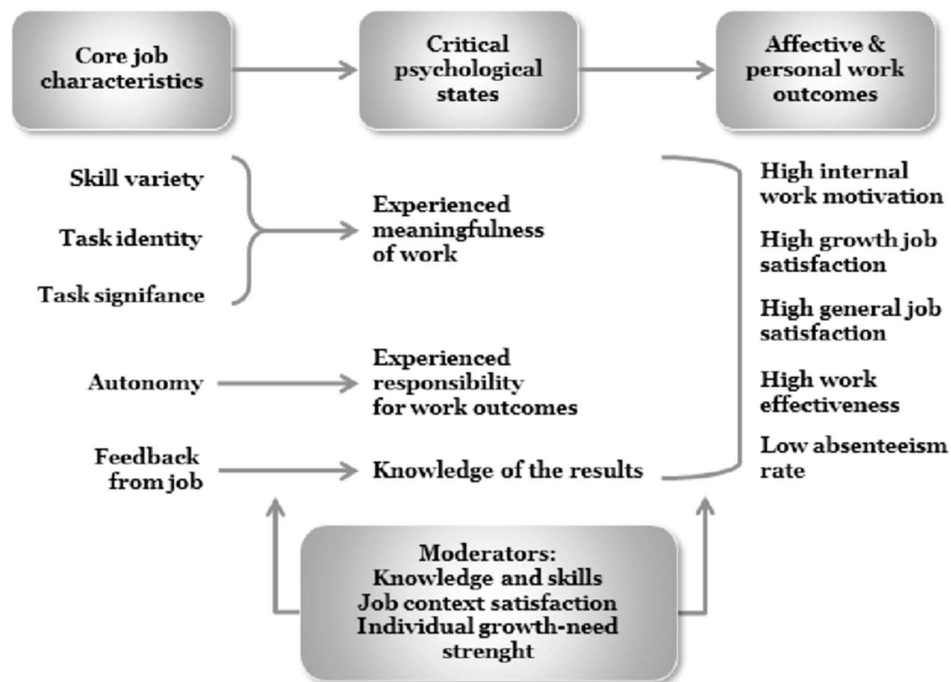 Core job
characteristics
Critical
psychological
states
Affective &
personal work
outcomes
Skill variety
Task identity
Task signifance
Experienced
meaningfulness
of work
Autonomy
Experienced
responsibility
for work outcomes
Feedback
from job
Knowledge of the results
High internal
work motivation
High growth job
satisfaction
High general job
satisfaction
High work
effectiveness
Low absenteeism
rate
Moderators:
Knowledge and skills
Job context satisfaction
Individual growth-need
strenght